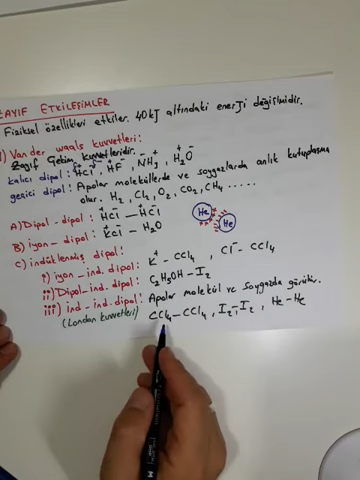 ZAYIF ETKİLEŞİMLER
Fiziksel özellikleri etkiler. 40 kJ altındaki enerji değişimidir.
1) Van der waals kuvvetleri:
Zayıf Çekim kuvvetleridir.
kalıcı dipol: HCl, HF, NH3, H2O
geçici dipol: Apolar moleküllerde ve soygazlarda anlık kutuplaşma
olur. H2, Cl2, O2, CO2, CH4 ......
A) Dipol-dipol: HCl — HCl
B) iyon-dipol: KCl — H2O
He
He
C) indüklenmiş dipol:
i) iyon-ind. dipol: K+ - CCl4, Cl- - CCl4
ii) Dipol-ind. dipol: C2H5OH - I2
iii) ind-ind. dipol: Apolar molekül ve soygazda görülür.
(London kuvvetleri) CCl4 - CCl4, I2 - I2, He - He